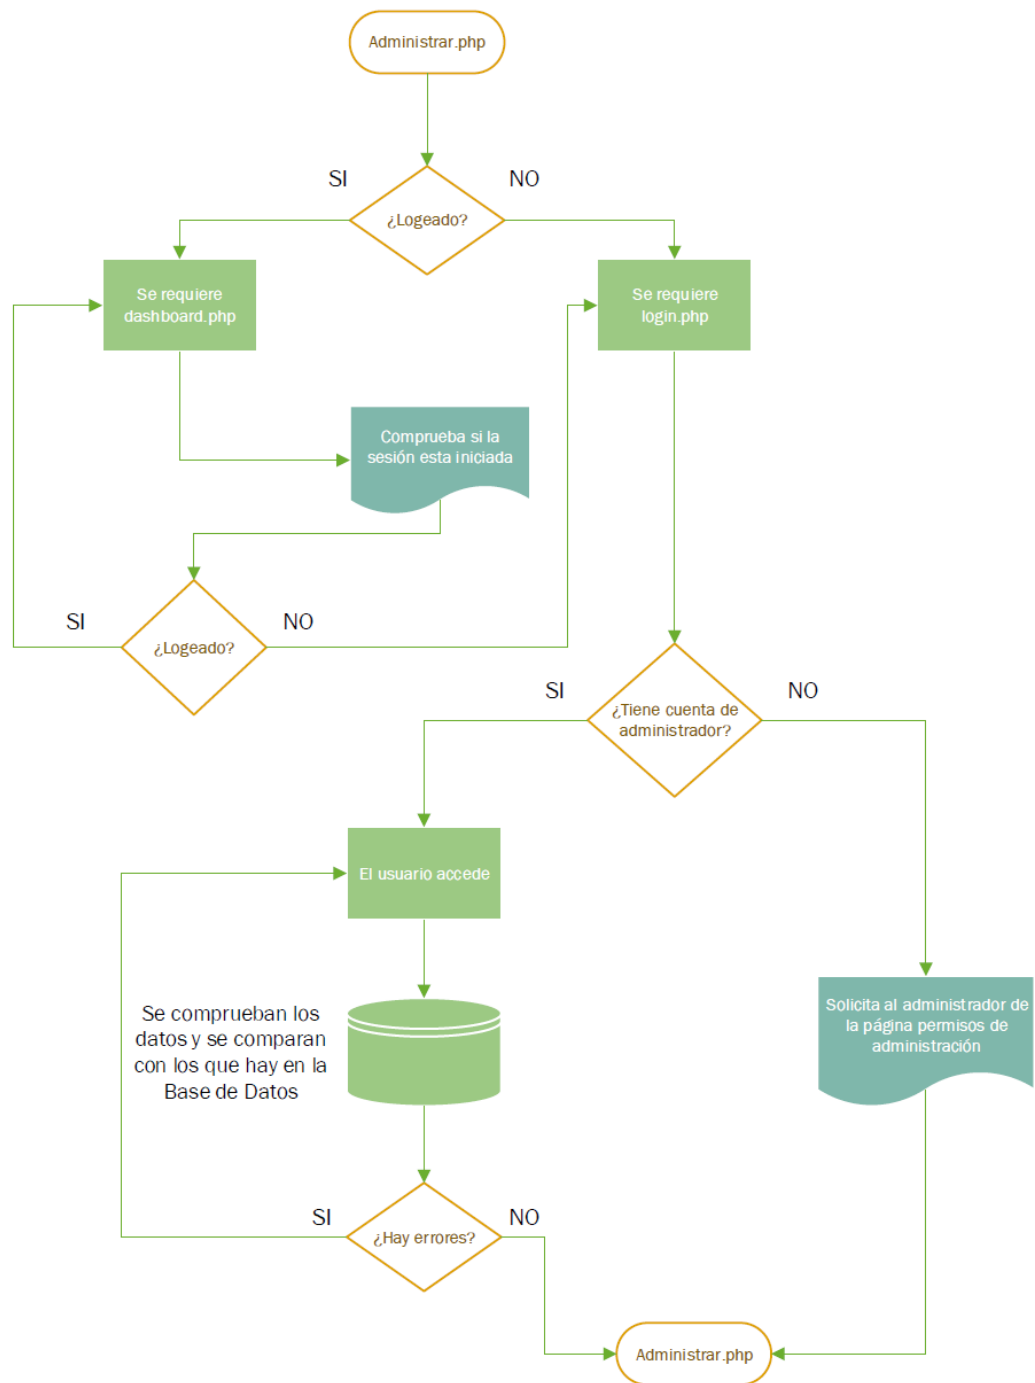 Administrar.php
SI
NO
¿Logeado?
Se requiere
dashboard.php
Se requiere
login.php
Comprueba si la
sesión esta iniciada
SI
NO
¿Logeado?
SI
NO
¿Tiene cuenta de
administrador?
El usuario accede
Se comprueban los
datos y se comparan
con los que hay en la
Base de Datos
Solicita al administrador de
la página permisos de
administración
SI
NO
¿Hay errores?
Administrar.php